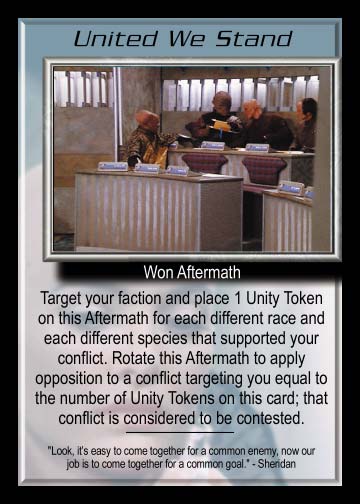 United We Stand
Won Aftermath
Target your faction and place 1 Unity Token
on this Aftermath for each different race and
each different species that supported your
conflict. Rotate this Aftermath to apply
opposition to a conflict targeting you equal to
the number of Unity Tokens on this card; that
conflict is considered to be contested.
"Look, it's easy to come together for a common enemy, now our
job is to come together for a common goal." - Sheridan